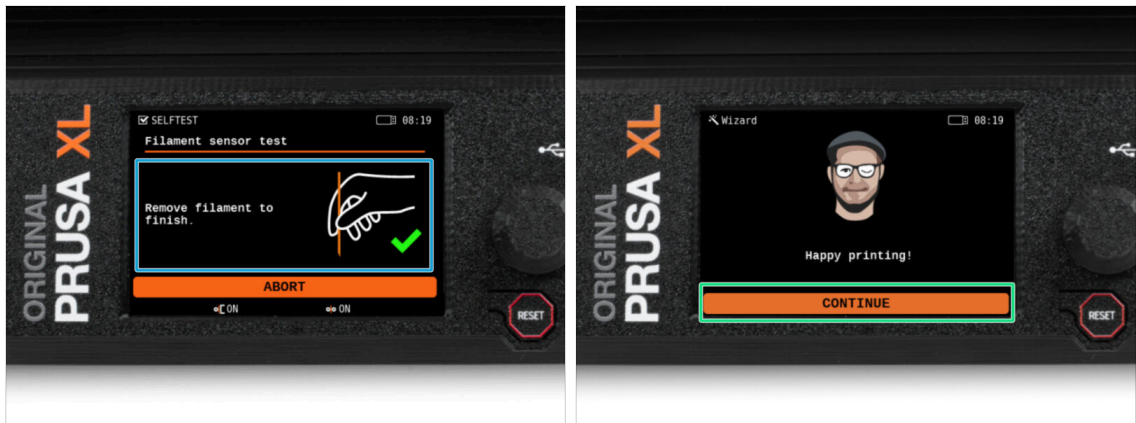 ORIGINAL
PRUSA XL
SELFTEST 08:19
Filament sensor test
Remove filament to
finish.
ABORT
ON ON
RESET
ORIGINAL
PRUSA XL
Wizard 08:19
Happy printing!
CONTINUE
RESET